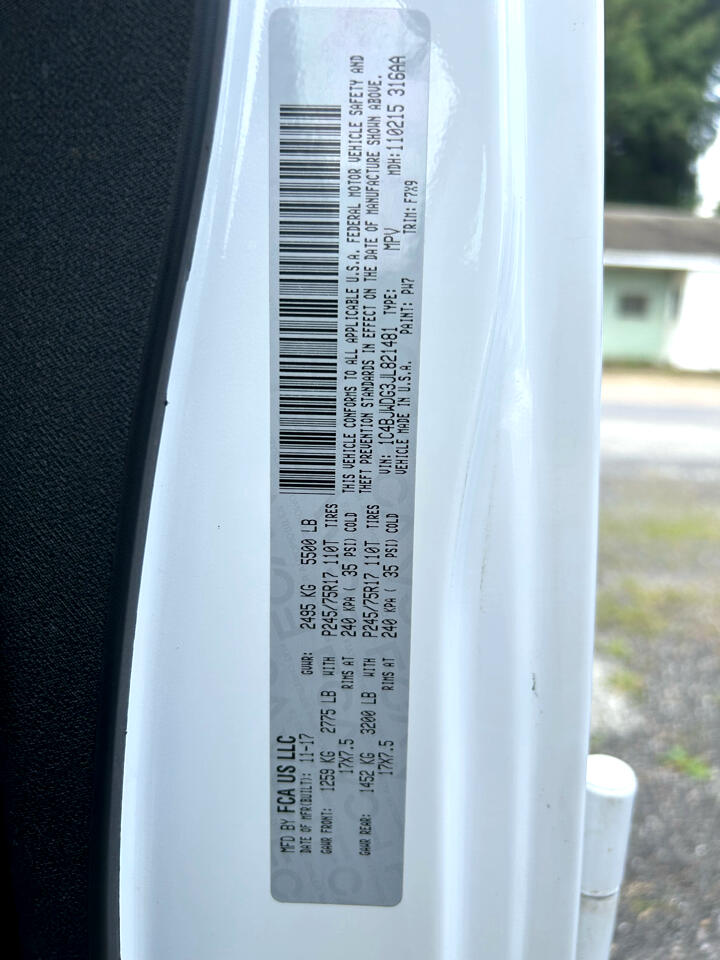 MFD BY FCA US LLC
DATE OF MFR(BUILT): 11-17 GVWR: 2495 KG 5500 LB
GAWR FRONT: 1259 KG 2775 LB WITH P245/75R17 110T TIRES
17X7.5 RIMS AT 240 KPA ( 35 PSI) COLD
GAWR REAR: 1452 KG 3200 LB WITH P245/75R17 110T TIRES
17X7.5 RIMS AT 240 KPA ( 35 PSI) COLD
THIS VEHICLE CONFORMS TO ALL APPLICABLE U.S.A. FEDERAL MOTOR VEHICLE SAFETY AND
THEFT PREVENTION STANDARDS IN EFFECT ON THE DATE OF MANUFACTURE SHOWN ABOVE.
VIN: 1C4BJWDG3JL821481 TYPE: MPV MDH:110215 316AA
VEHICLE MADE IN U.S.A. PAINT: PW7 TRIM: F7X9